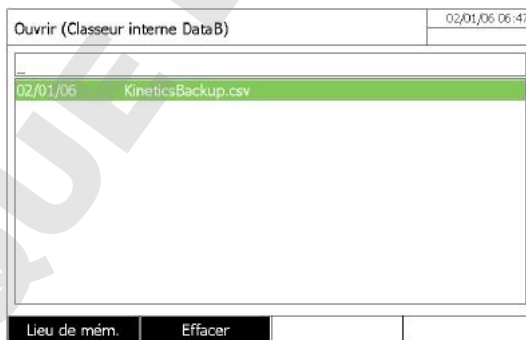 Ouvrir (Classeur interne DataB)
02/01/06 06:47
_
02/01/06 KineticsBackup.csv
Lieu de mém.
Effacer